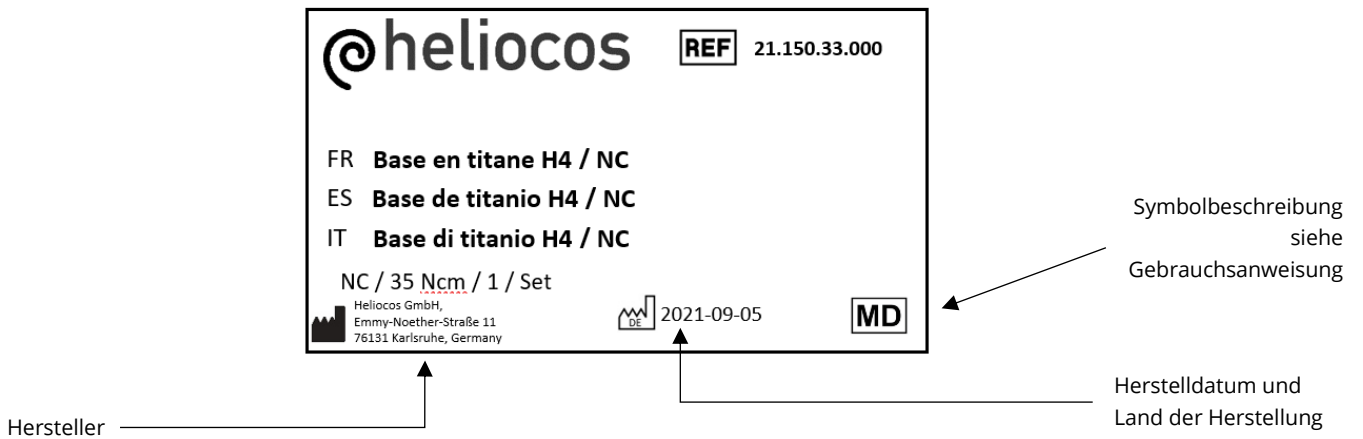 heliocos
REF 21.150.33.000
FR Base en titane H4 / NC
ES Base de titanio H4 / NC
IT Base di titanio H4 / NC
NC / 35 Ncm / 1 / Set
Heliocos GmbH,
Emmy-Noether-Straße 11
76131 Karlsruhe, Germany
DE 2021-09-05
MD
Symbolbeschreibung
siehe
Gebrauchsanweisung
Herstelldatum und
Land der Herstellung
Hersteller